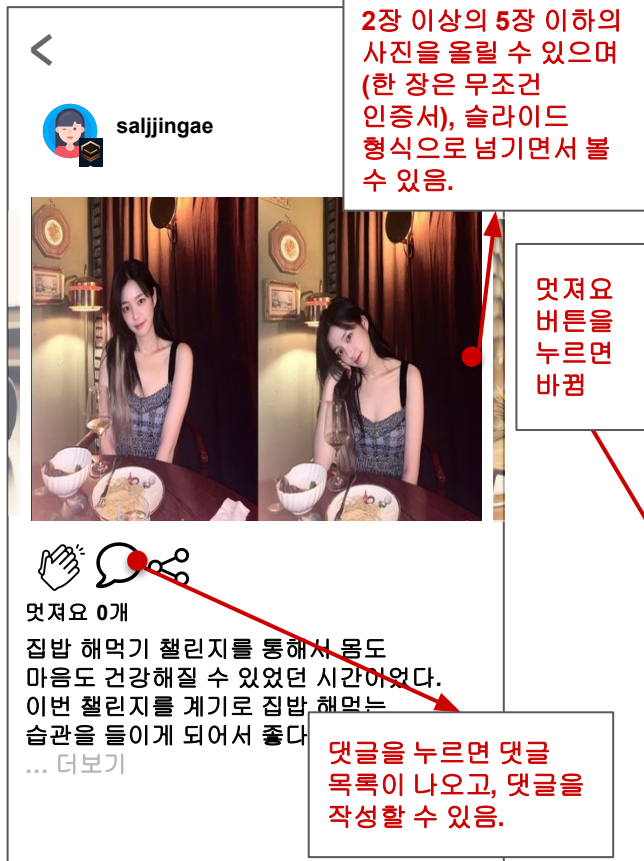 2장 이상의 5장 이하의
사진을 올릴 수 있으며
(한 장은 무조건
인증서), 슬라이드
형식으로 넘기면서 볼
수 있음.
saljjingae
멋져요
버튼을
누르면
바뀜
멋져요 0개
집밥 해먹기 챌린지를 통해서 몸도
마음도 건강해질 수 있었던 시간이었다.
이번 챌린지를 계기로 집밥 해먹는
습관을 들이게 되어서 좋다
... 더보기
댓글을 누르면 댓글
목록이 나오고, 댓글을
작성할 수 있음.